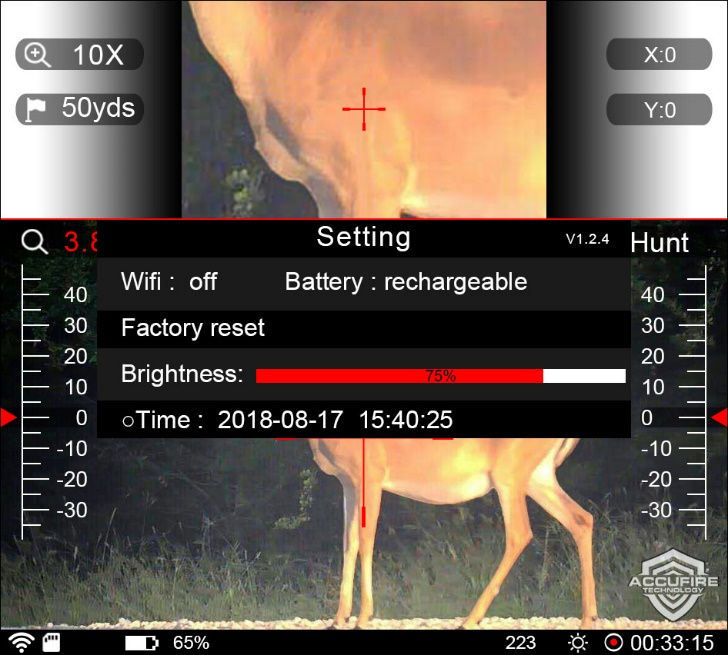 10X
X:0
50yds
Y:0
Setting V1.2.4
Hunt
Wifi : off Battery : rechargeable
Factory reset
Brightness: 75%
○Time : 2018-08-17 15:40:25
40 40
30 30
20 20
10 10
0 0
-10 -10
-20 -20
-30 -30
ACCUFIRE
TECHNOLOGY
65% 223 00:33:15